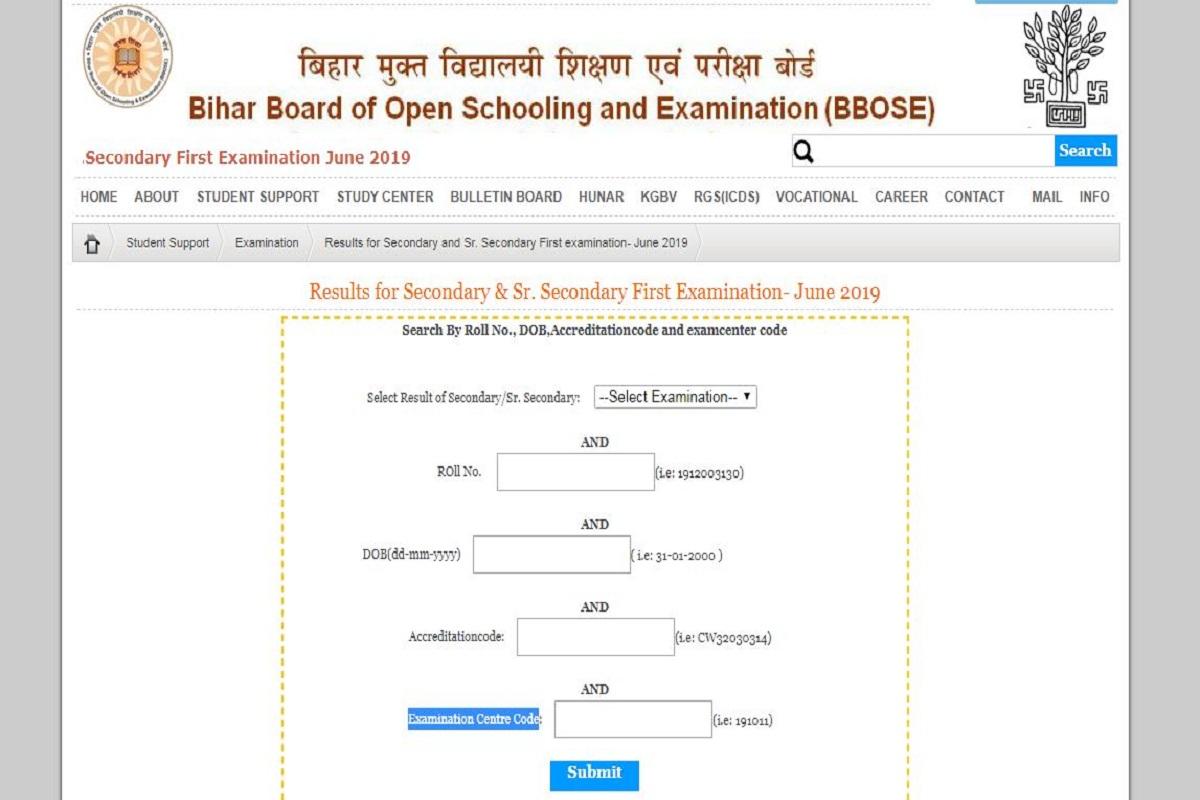 बिहार मुक्त विद्यालयी शिक्षण एवं परीक्षा बोर्ड
Bihar Board of Open Schooling and Examination (BBOSE)
Secondary First Examination June 2019
Search
HOME ABOUT STUDENT SUPPORT STUDY CENTER BULLETIN BOARD HUNAR KGBV RGS(ICDS) VOCATIONAL CAREER CONTACT MAIL INFO
Student Support Examination Results for Secondary and Sr. Secondary First examination- June 2019
Results for Secondary & Sr. Secondary First Examination- June 2019
Search By Roll No., DOB,Accreditationcode and examcenter code
Select Result of Secondary/Sr. Secondary: --Select Examination--
AND
ROll No. (i.e: 1912003130)
AND
DOB(dd-mm-yyyy) ( i.e: 31-01-2000 )
AND
Accreditationcode: (i.e: CW32030314)
AND
Examination Centre Code: (i.e: 191011)
Submit